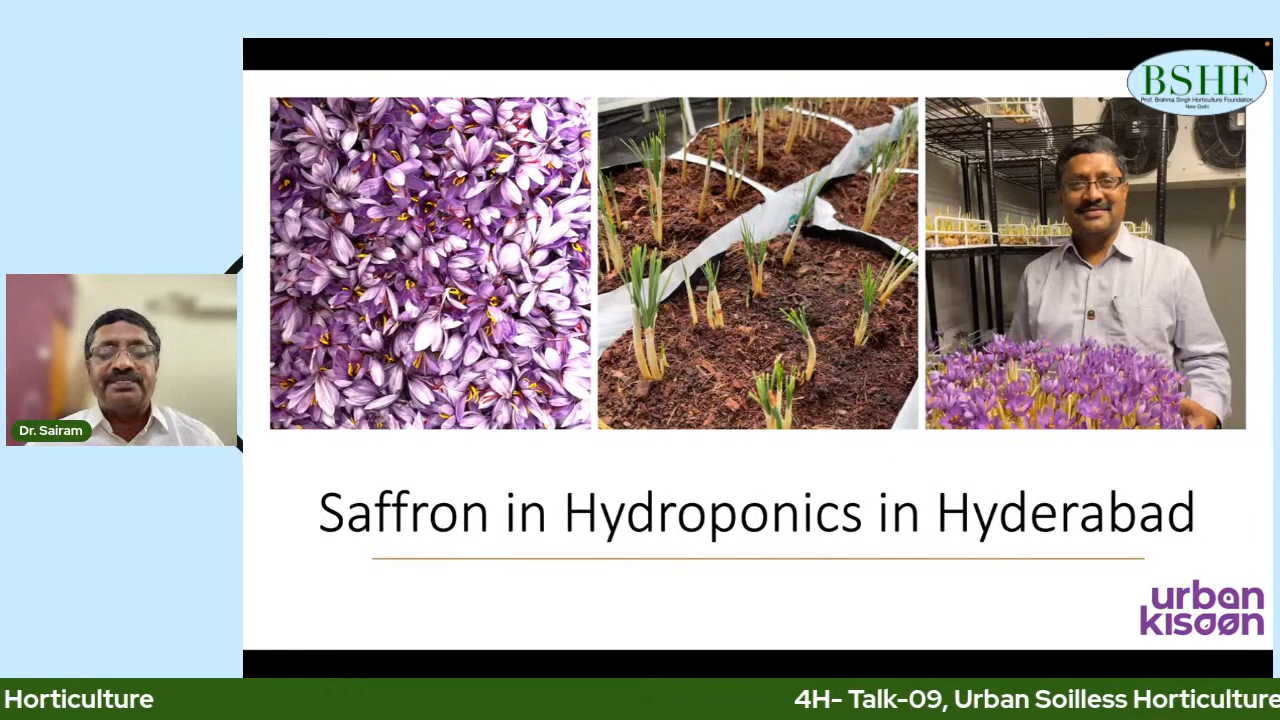 BSHF
Prof. Brahma Singh Horticulture Foundation
New Delhi
Dr. Sairam
Saffron in Hydroponics in Hyderabad
urban
kisaan
Horticulture
4H- Talk-09, Urban Soilless Horticulture